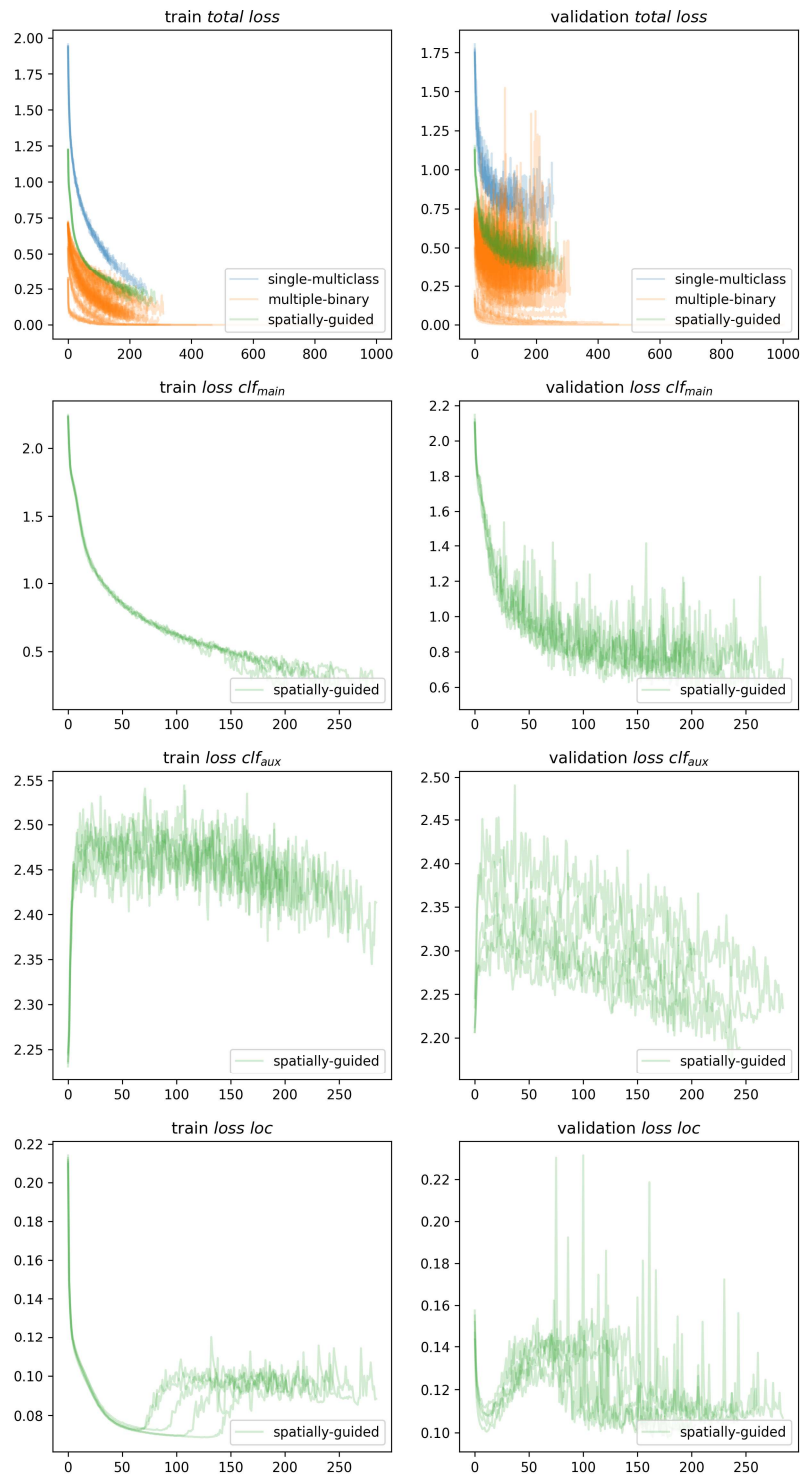 train total loss
validation total loss
2.00
1.75
1.50
1.25
1.00
0.75
0.50
0.25
0.00
0 200 400 600 800 1000
single-multiclass
multiple-binary
spatially-guided
1.75
1.50
1.25
1.00
0.75
0.50
0.25
0.00
0 200 400 600 800 1000
single-multiclass
multiple-binary
spatially-guided
train loss clf_main
validation loss clf_main
2.0
1.5
1.0
0.5
0 50 100 150 200 250
spatially-guided
2.2
2.0
1.8
1.6
1.4
1.2
1.0
0.8
0.6
0 50 100 150 200 250
spatially-guided
train loss clf_aux
validation loss clf_aux
2.55
2.50
2.45
2.40
2.35
2.30
2.25
0 50 100 150 200 250
spatially-guided
2.50
2.45
2.40
2.35
2.30
2.25
2.20
0 50 100 150 200 250
spatially-guided
train loss loc
validation loss loc
0.22
0.20
0.18
0.16
0.14
0.12
0.10
0.08
0 50 100 150 200 250
spatially-guided
0.22
0.20
0.18
0.16
0.14
0.12
0.10
0 50 100 150 200 250
spatially-guided